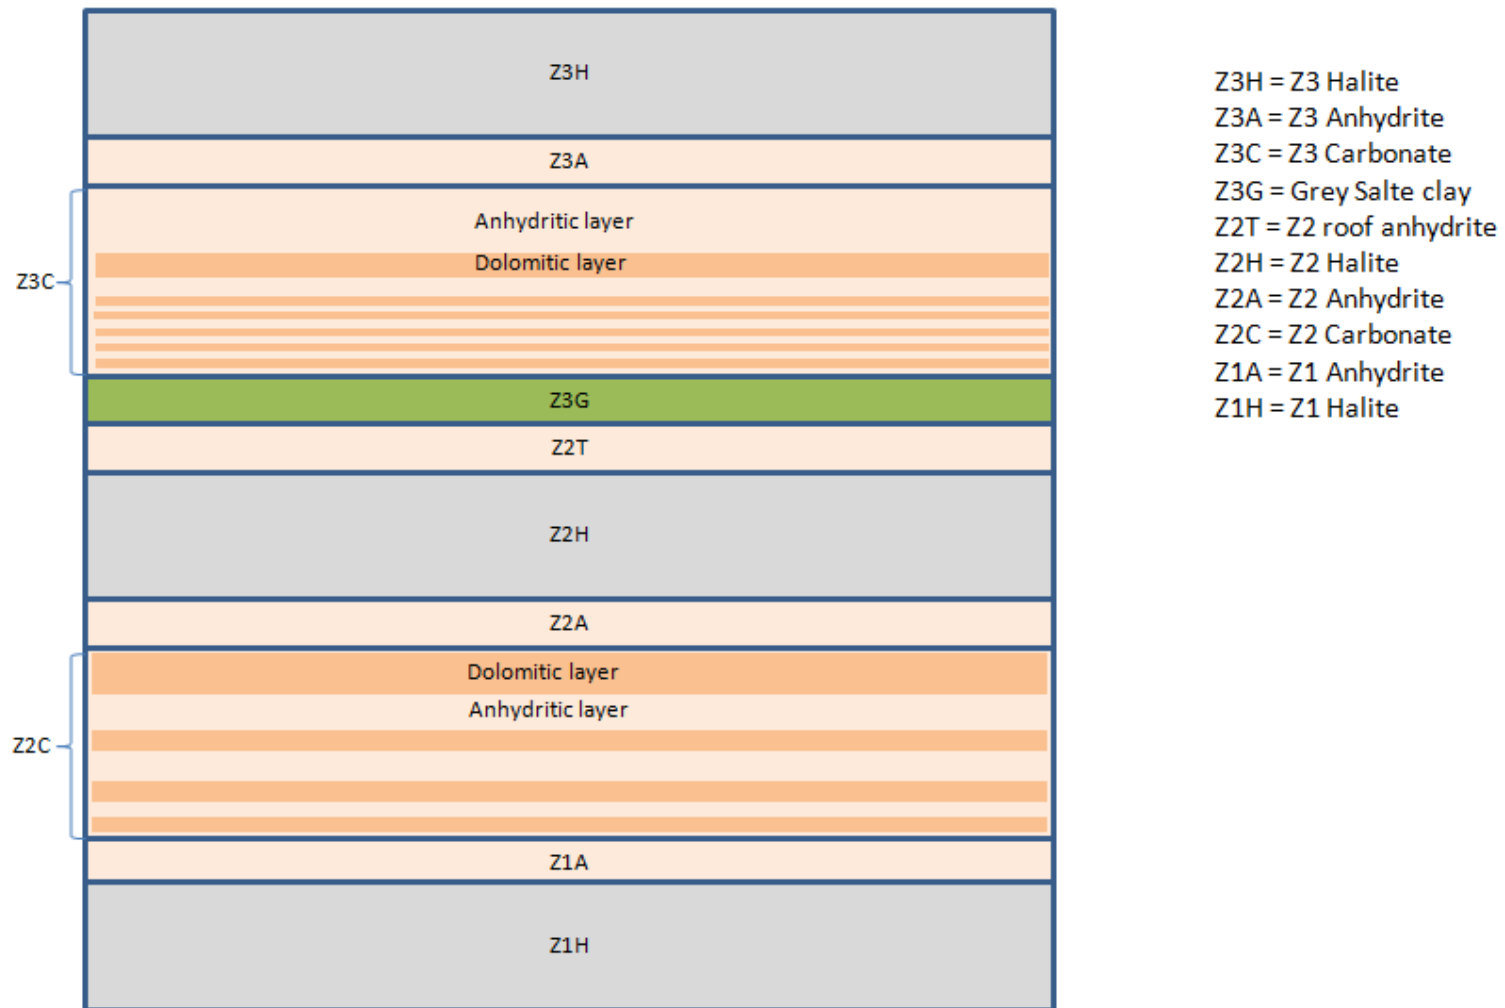 Z3H
Z3A
Anhydritic layer
Dolomitic layer
Z3C
Z3G
Z2T
Z2H
Z2A
Dolomitic layer
Anhydritic layer
Z2C
Z1A
Z1H
Z3H = Z3 Halite
Z3A = Z3 Anhydrite
Z3C = Z3 Carbonate
Z3G = Grey Salte clay
Z2T = Z2 roof anhydrite
Z2H = Z2 Halite
Z2A = Z2 Anhydrite
Z2C = Z2 Carbonate
Z1A = Z1 Anhydrite
Z1H = Z1 Halite